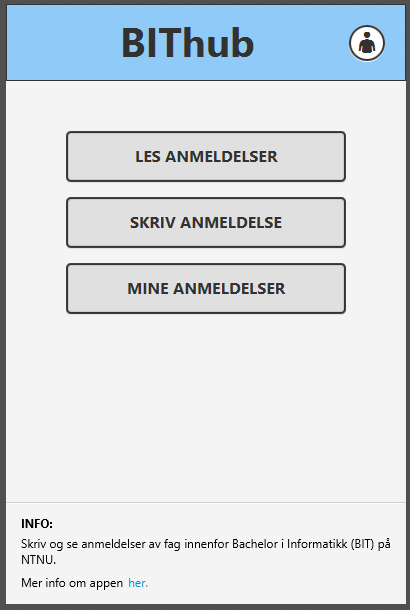 BIThub
LES ANMELDELSER
SKRIV ANMELDELSE
MINE ANMELDELSER
INFO:
Skriv og se anmeldelser av fag innenfor Bachelor i Informatikk (BIT) på
NTNU.
Mer info om appen her.